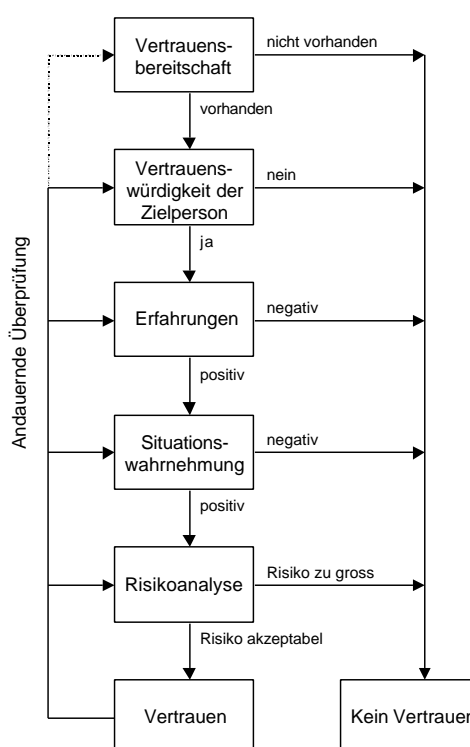 Vertrauens-
bereitschaft
nicht vorhanden
vorhanden
Vertrauens-
würdigkeit der
Zielperson
nein
ja
Andauernde Überprüfung
Erfahrungen
negativ
positiv
Situations-
wahrnehmung
negativ
positiv
Risikoanalyse
Risiko zu gross
Risiko akzeptabel
Vertrauen
Kein Vertrauen